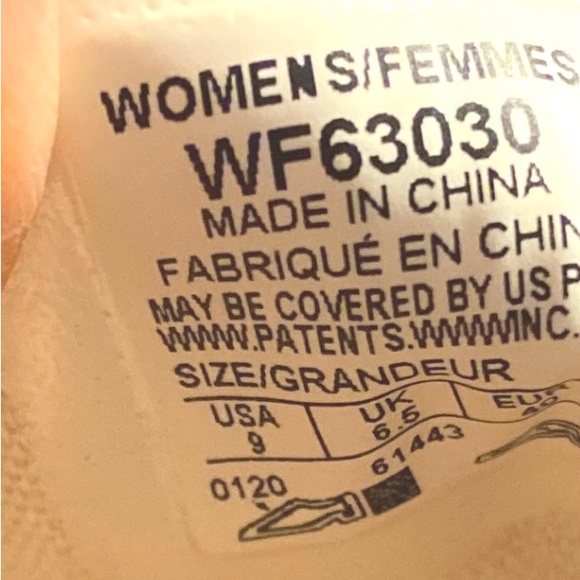 WOMENS/FEMMES
WF63030
MADE IN CHINA
FABRIQUÉ EN CHIN
MAY BE COVERED BY US P
WWW.PATENTS.WWWINC.
SIZE/GRANDEUR
USA UK EUR
9 6.5 40
0120 61443